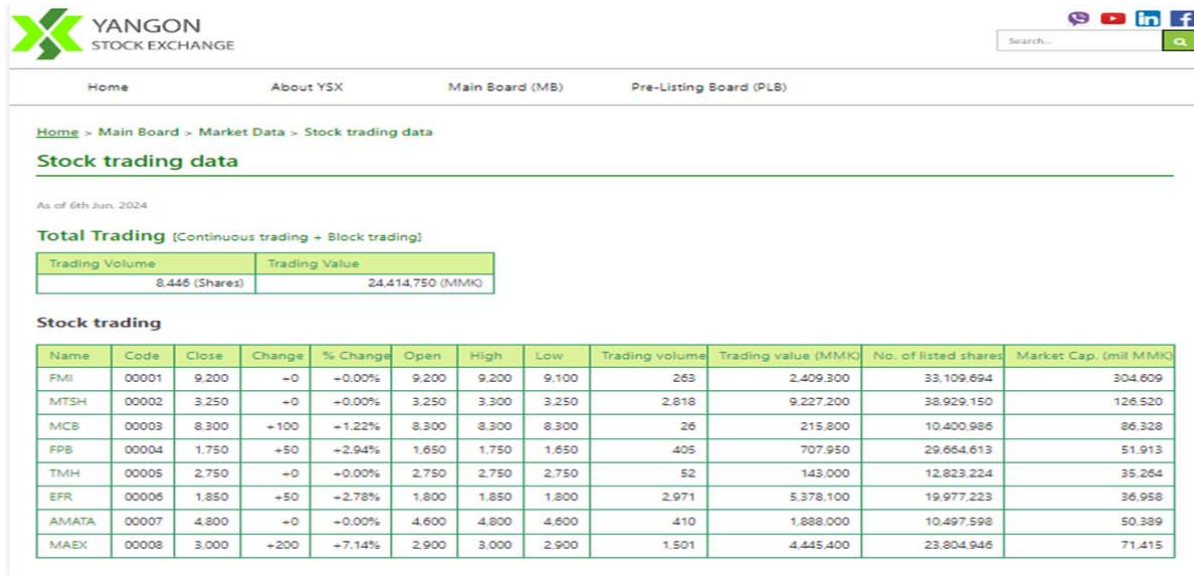 YANGON
STOCK EXCHANGE
Search...
Home About YSX Main Board (MB) Pre-Listing Board (PLB)
Home > Main Board > Market Data > Stock trading data
Stock trading data
As of 6th Jun, 2024
Total Trading [Continuous trading + Block trading]
Trading Volume Trading Value
8,446 (Shares) 24,414,750 (MMK)
Stock trading
Name Code Close Change % Change Open High Low Trading volume Trading value (MMK) No. of listed shares Market Cap. (mil MMK)
FMI 00001 9,200 +0 +0.00% 9,200 9,200 9,100 263 2,409,300 33,109,694 304,609
MTSH 00002 3,250 +0 +0.00% 3,250 3,300 3,250 2,818 9,227,200 38,929,150 126,520
MCB 00003 8,300 +100 +1.22% 8,300 8,300 8,300 26 215,800 10,400,986 86,328
FPB 00004 1,750 +50 +2.94% 1,650 1,750 1,650 405 707,950 29,664,613 51,913
TMH 00005 2,750 +0 +0.00% 2,750 2,750 2,750 52 143,000 12,823,224 35,264
EFR 00006 1,850 +50 +2.78% 1,800 1,850 1,800 2,971 5,378,100 19,977,223 36,958
AMATA 00007 4,800 +0 +0.00% 4,600 4,800 4,600 410 1,888,000 10,497,598 50,389
MAEX 00008 3,000 +200 +7.14% 2,900 3,000 2,900 1,501 4,445,400 23,804,946 71,415